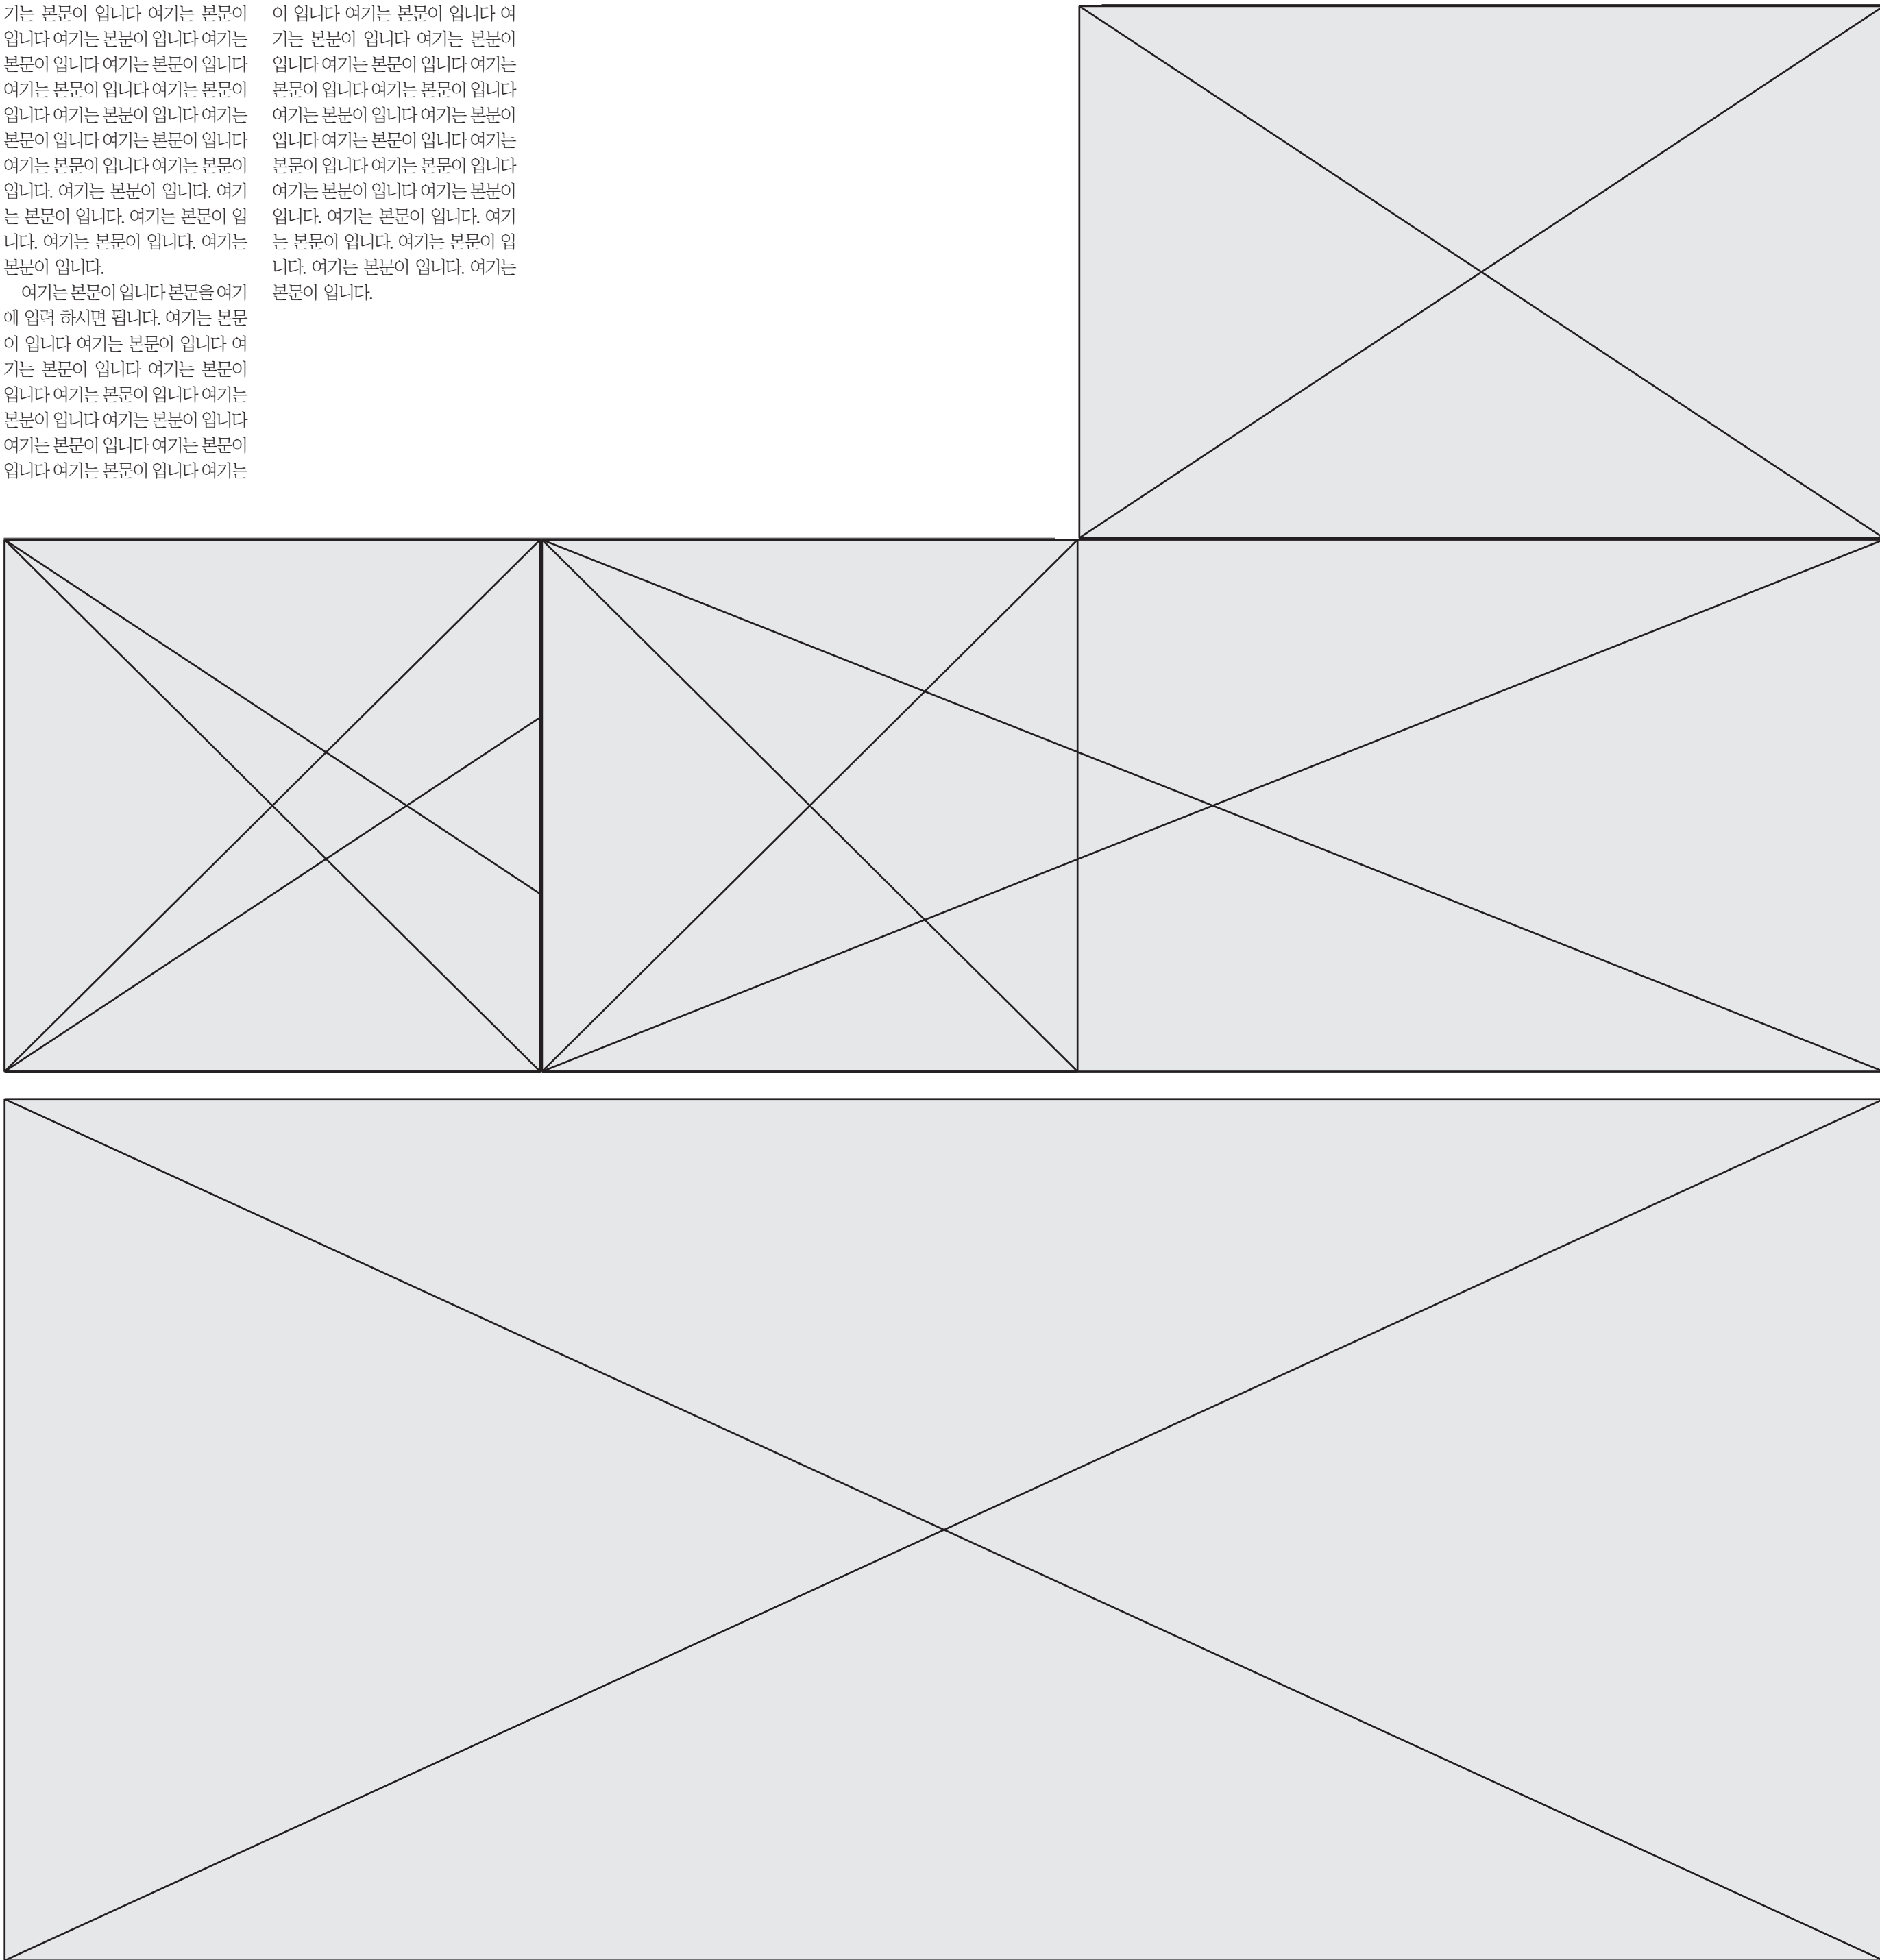 기는 본문이 입니다 여기는 본문이
입니다 여기는 본문이 입니다 여기는
본문이 입니다 여기는 본문이 입니다
여기는 본문이 입니다 여기는 본문이
입니다 여기는 본문이 입니다 여기는
본문이 입니다 여기는 본문이 입니다
여기는 본문이 입니다 여기는 본문이
입니다. 여기는 본문이 입니다. 여기
는 본문이 입니다. 여기는 본문이 입
니다. 여기는 본문이 입니다. 여기는
본문이 입니다.
여기는 본문이 입니다 본문을 여기
에 입력 하시면 됩니다. 여기는 본문
이 입니다 여기는 본문이 입니다 여
기는 본문이 입니다 여기는 본문이
입니다 여기는 본문이 입니다 여기는
본문이 입니다 여기는 본문이 입니다
여기는 본문이 입니다 여기는 본문이
입니다 여기는 본문이 입니다 여기는
이 입니다 여기는 본문이 입니다 여
기는 본문이 입니다 여기는 본문이
입니다 여기는 본문이 입니다 여기는
본문이 입니다 여기는 본문이 입니다
여기는 본문이 입니다 여기는 본문이
입니다 여기는 본문이 입니다 여기는
본문이 입니다 여기는 본문이 입니다
여기는 본문이 입니다 여기는 본문이
입니다. 여기는 본문이 입니다. 여기
는 본문이 입니다. 여기는 본문이 입
니다. 여기는 본문이 입니다. 여기는
본문이 입니다.